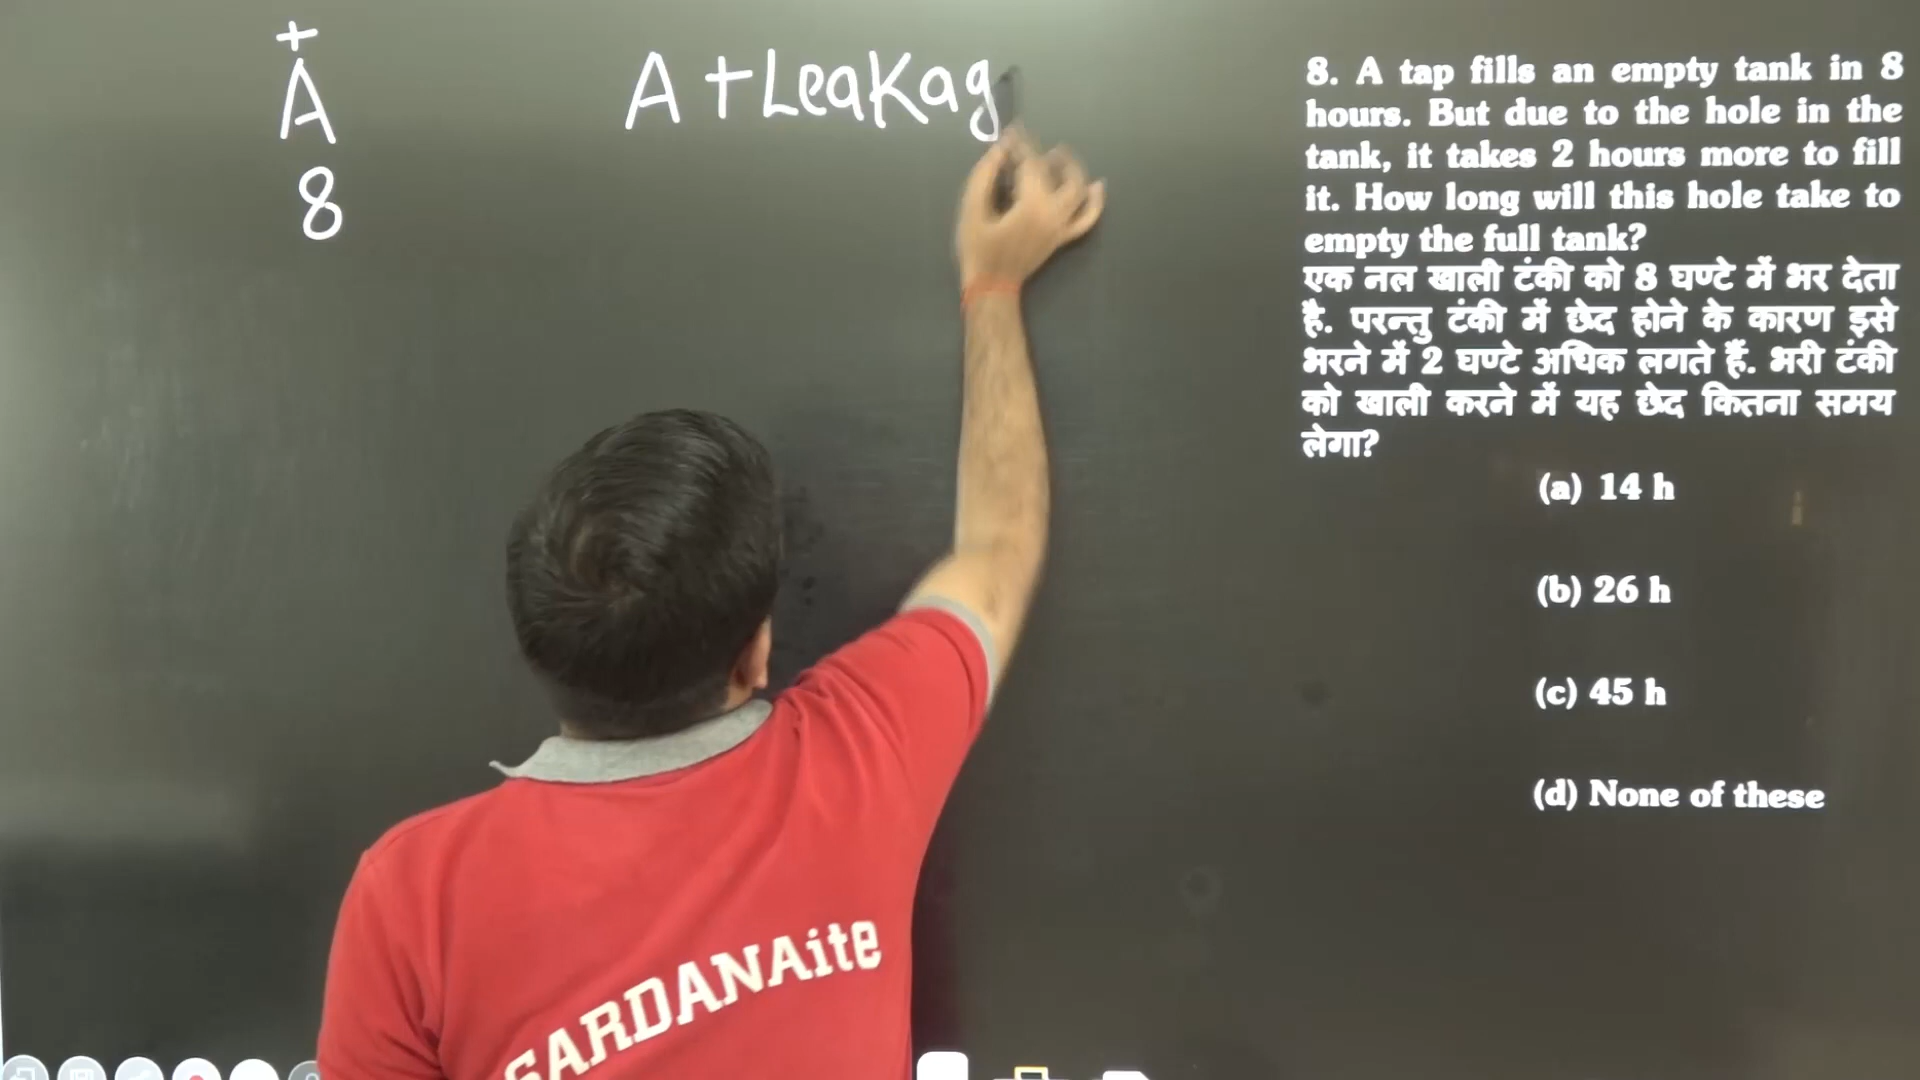 +
A
8
A + Leakag
8. A tap fills an empty tank in 8
hours. But due to the hole in the
tank, it takes 2 hours more to fill
it. How long will this hole take to
empty the full tank?
एक नल खाली टंकी को 8 घण्टे में भर देता
है. परन्तु टंकी में छेद होने के कारण इसे
भरने में 2 घण्टे अधिक लगते हैं. भरी टंकी
को खाली करने में यह छेद कितना समय
लेगा?
(a) 14 h
(b) 26 h
(c) 45 h
(d) None of these
SARDANAite